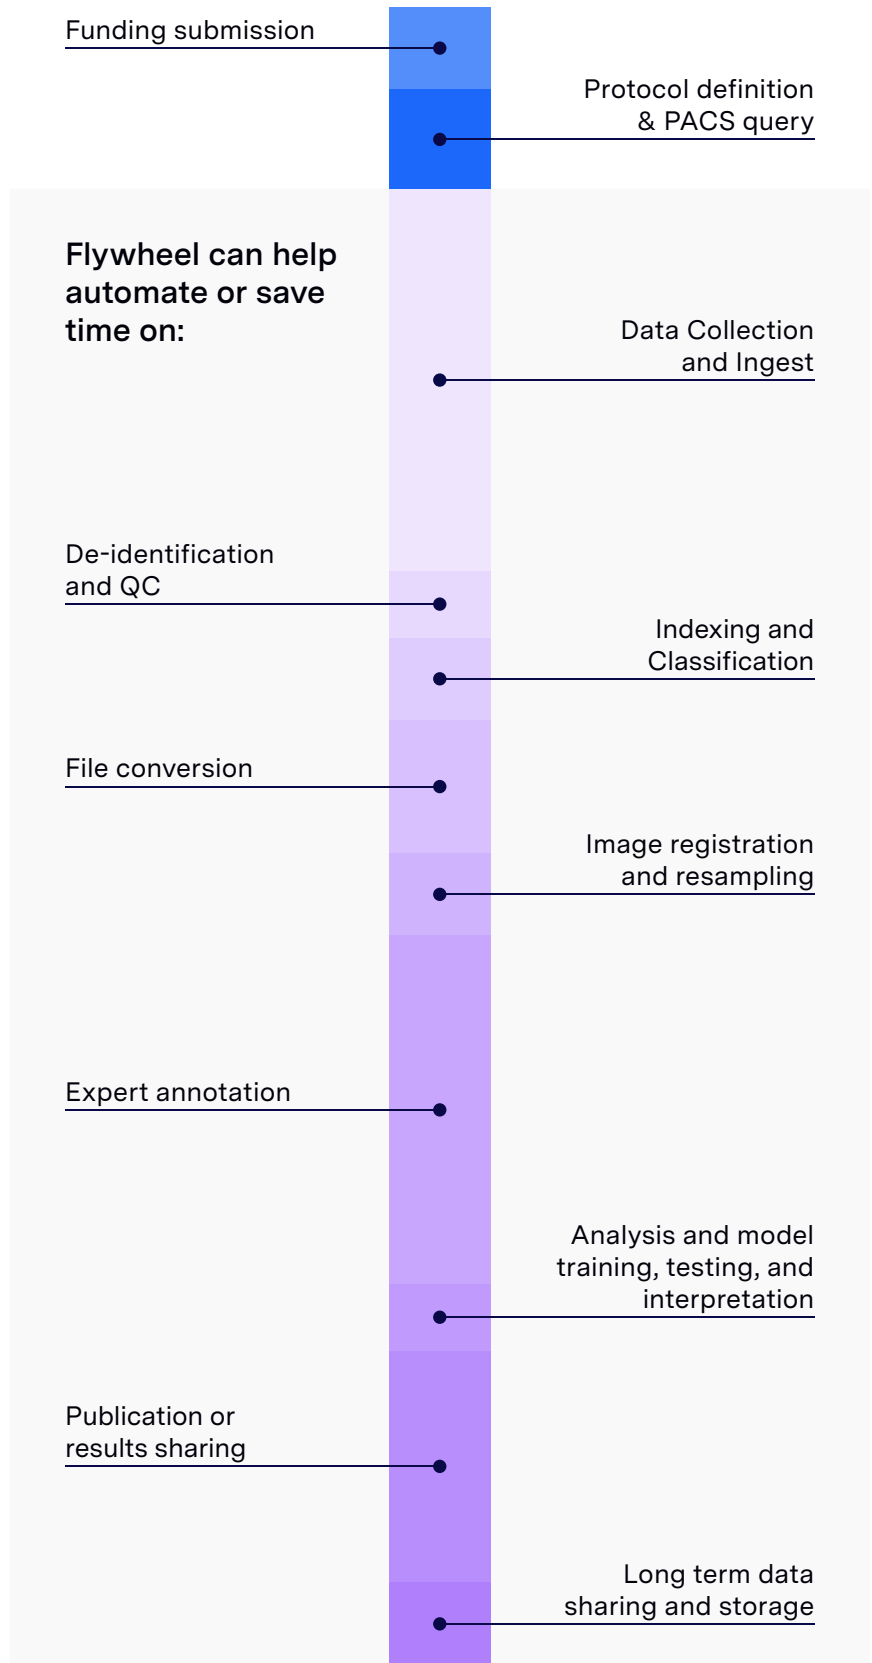 Funding submission
Protocol definition
& PACS query
Flywheel can help
automate or save
time on:
Data Collection
and Ingest
De-identification
and QC
Indexing and
Classification
File conversion
Image registration
and resampling
Expert annotation
Analysis and model
training, testing, and
interpretation
Publication or
results sharing
Long term data
sharing and storage